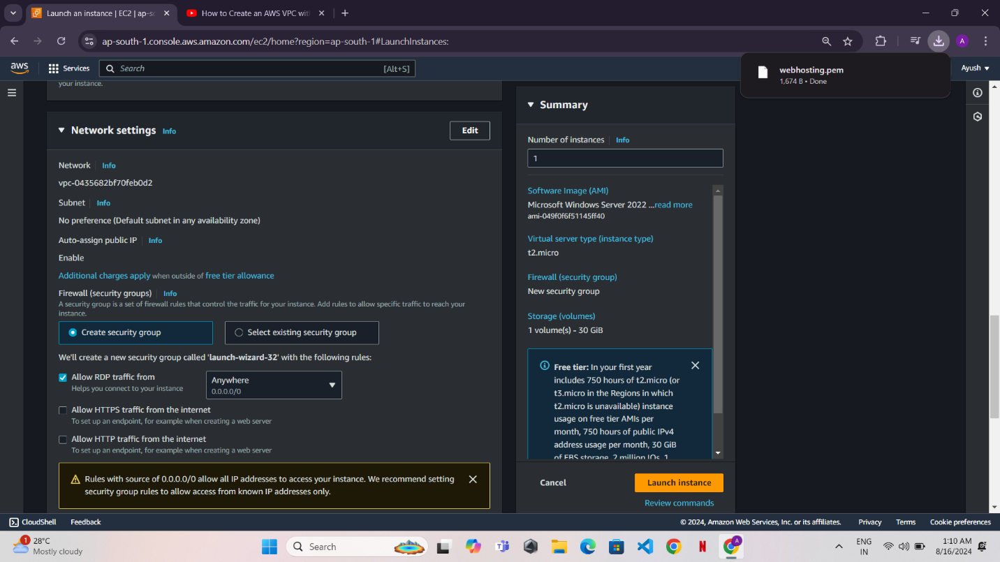 Launch an instance | EC2 | ap-s
How to Create an AWS VPC wit
ap-south-1.console.aws.amazon.com/ec2/home?region=ap-south-1#LaunchInstances:
A
aws
Services
Search
[Alt+S]
Ayush
webhosting.pem
1,674 B • Done
your instance.
Network settings Info
Edit
Network Info
vpc-0435682bf70feb0d2
Subnet Info
No preference (Default subnet in any availability zone)
Auto-assign public IP Info
Enable
Additional charges apply when outside of free tier allowance
Firewall (security groups) Info
A security group is a set of firewall rules that control the traffic for your instance. Add rules to allow specific traffic to reach your
instance.
Create security group
Select existing security group
We'll create a new security group called 'launch-wizard-32' with the following rules:
Allow RDP traffic from
Helps you connect to your instance
Anywhere
0.0.0.0/0
Allow HTTPS traffic from the internet
To set up an endpoint, for example when creating a web server
Allow HTTP traffic from the internet
To set up an endpoint, for example when creating a web server
Rules with source of 0.0.0.0/0 allow all IP addresses to access your instance. We recommend setting
security group rules to allow access from known IP addresses only.
Summary
Number of instances Info
1
Software Image (AMI)
Microsoft Windows Server 2022 ...read more
ami-049f0f6f51145ff40
Virtual server type (instance type)
t2.micro
Firewall (security group)
New security group
Storage (volumes)
1 volume(s) - 30 GiB
Free tier: In your first year
includes 750 hours of t2.micro (or
t3.micro in the Regions in which
t2.micro is unavailable) instance
usage on free tier AMIs per
month, 750 hours of public IPv4
address usage per month, 30 GiB
of EBS storage, 2 million IOs, 1
Cancel
Launch instance
Review commands
CloudShell
Feedback
© 2024, Amazon Web Services, Inc. or its affiliates.
Privacy
Terms
Cookie preferences
1
28°C
Mostly cloudy
Search
N
A
ENG
IN
1:10 AM
8/16/2024